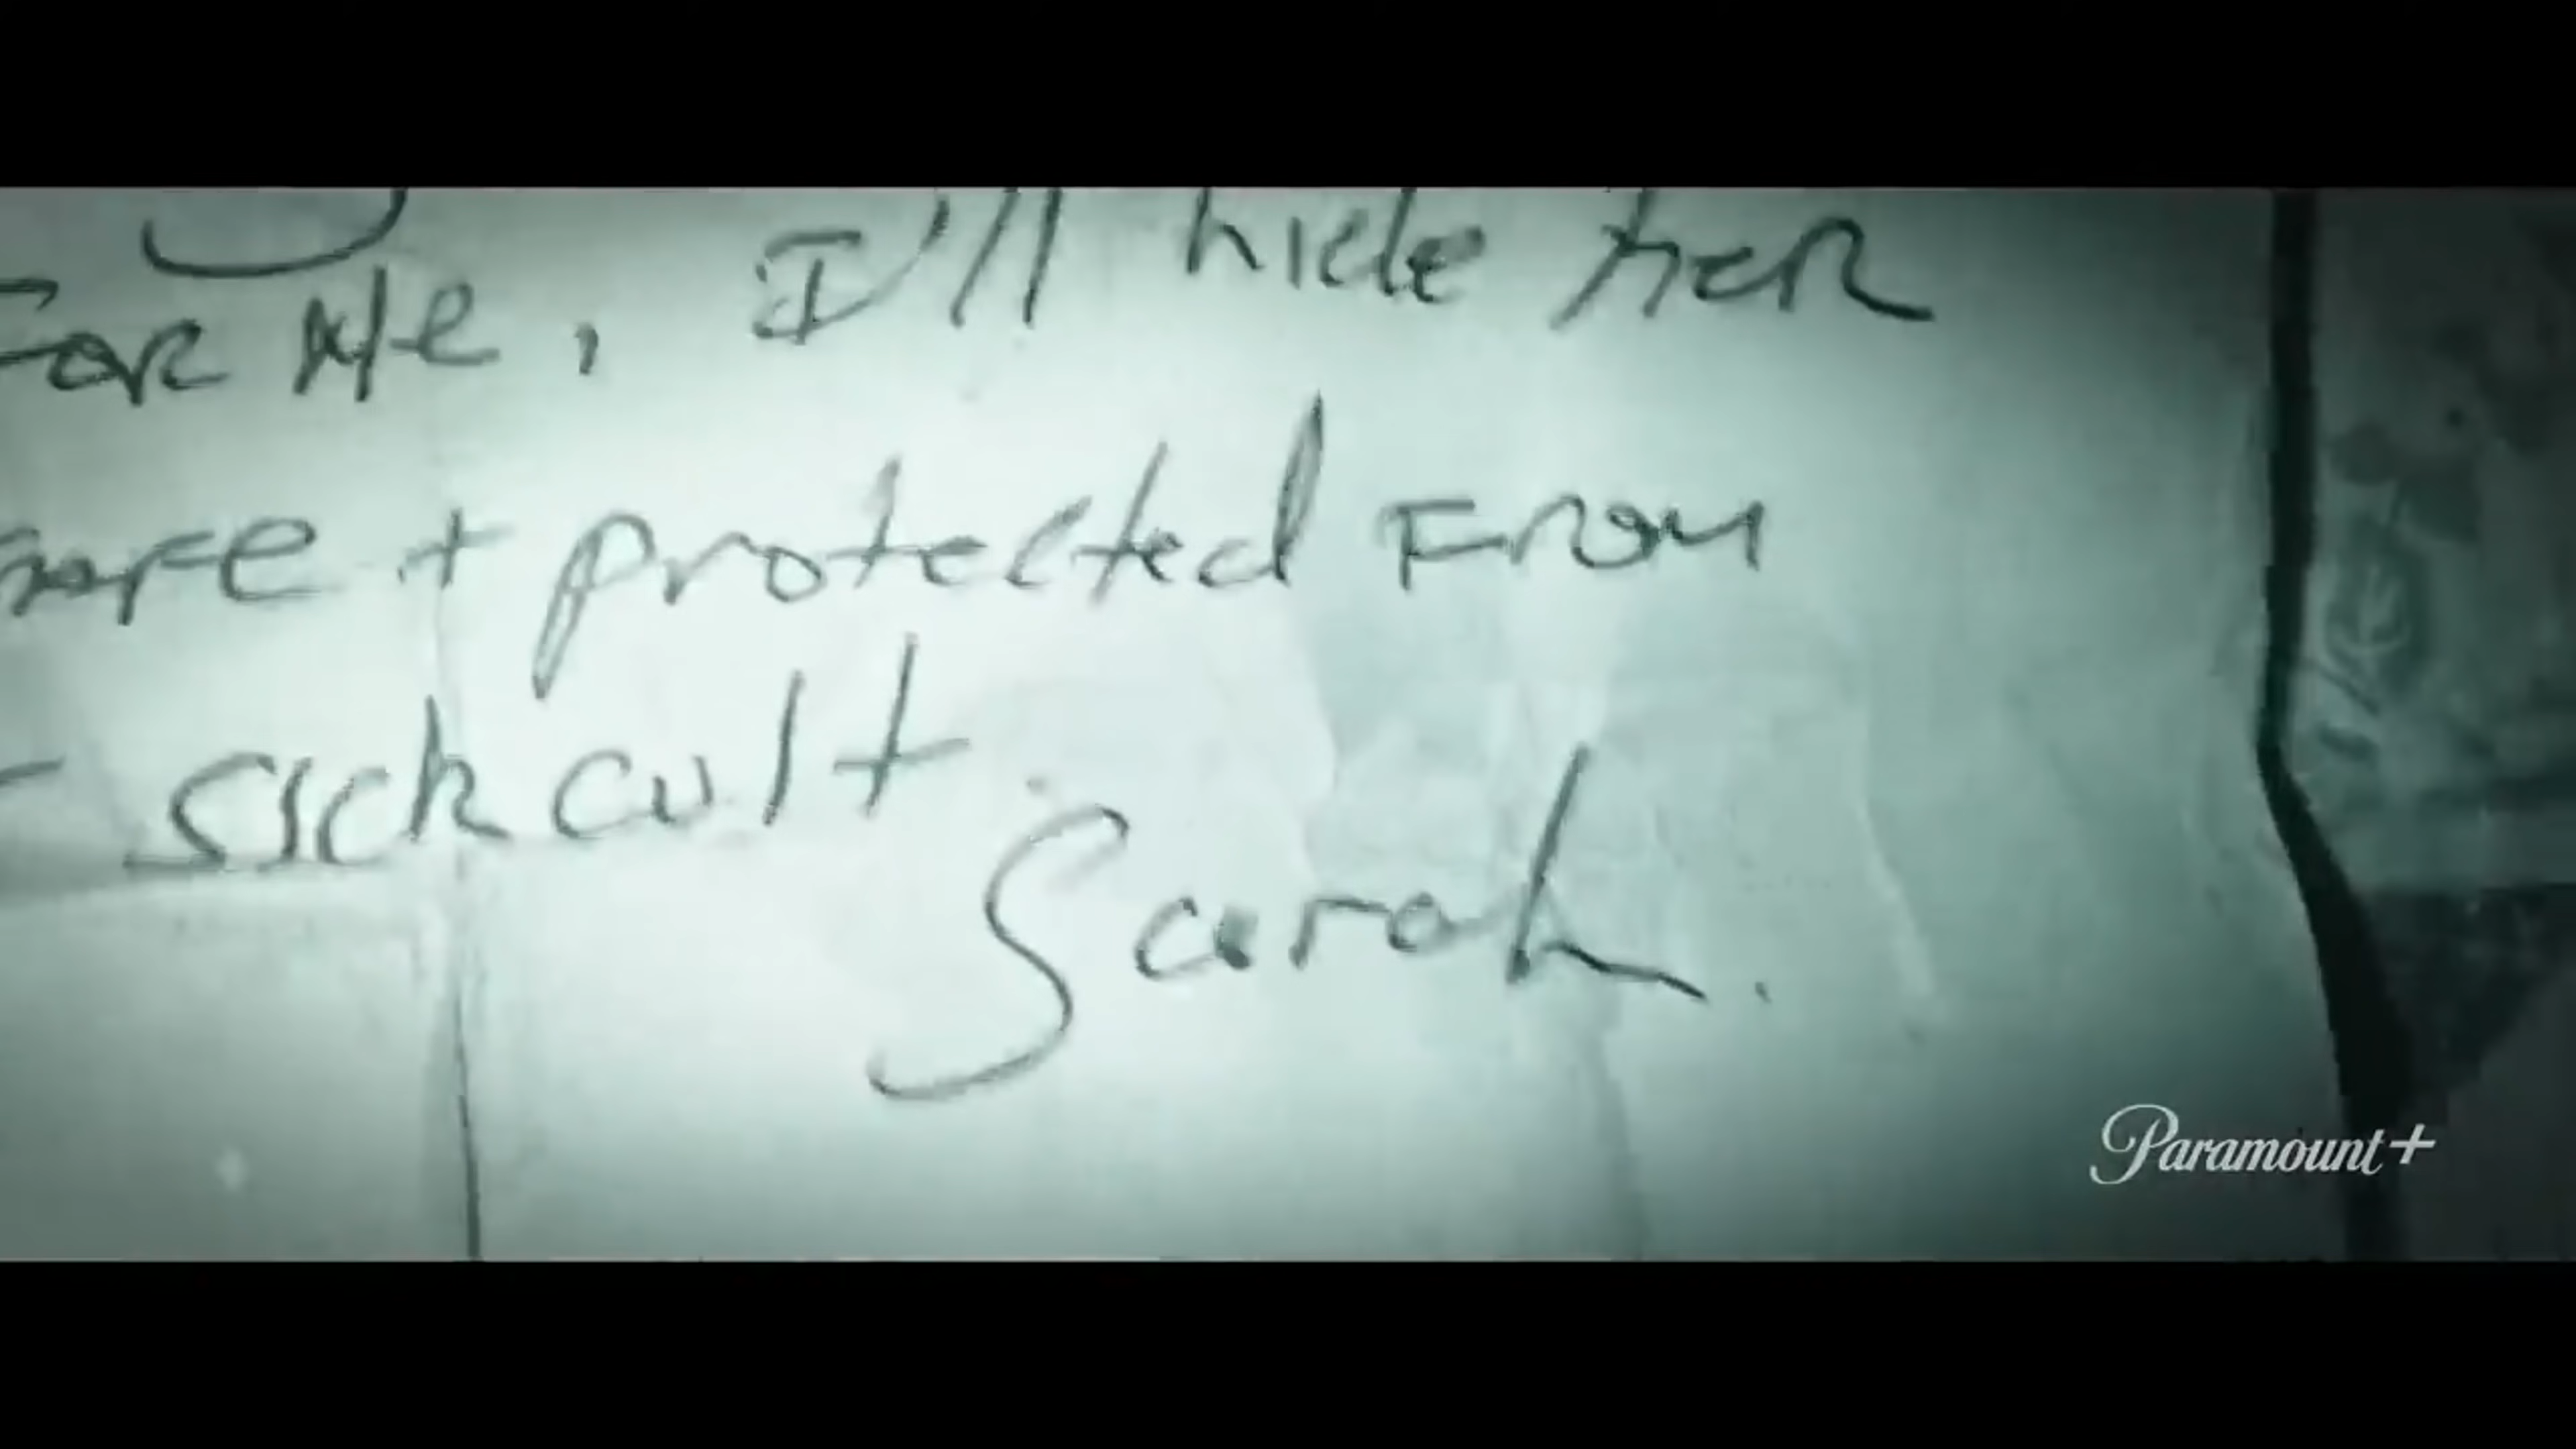 For Me, I'll hide her
safe + protected From
sick cult
Sarah.
Paramount+